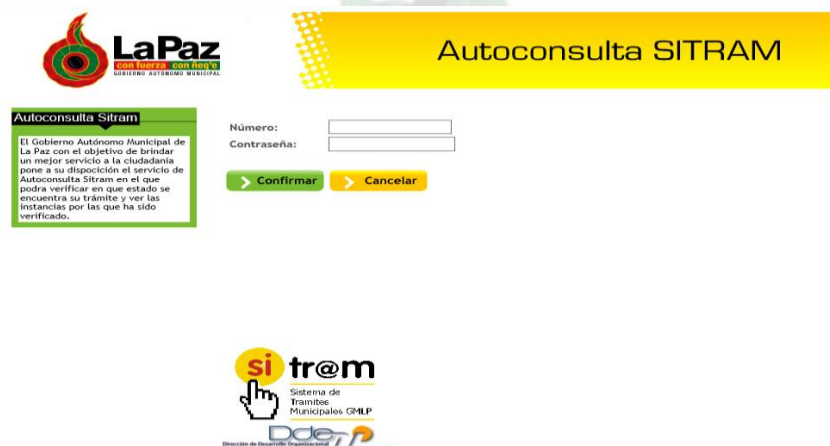 LaPaz
con fuerza con ñeq'e
GOBIERNO AUTÓNOMO MUNICIPAL
Autoconsulta SITRAM
Autoconsulta Sitram
El Gobierno Autónomo Municipal de
La Paz con el objetivo de brindar
un mejor servicio a la ciudadanía
pone a su disposición el servicio de
Autoconsulta Sitram en el que
podra verificar en que estado se
encuentra su trámite y ver las
instancias por las que ha sido
verificado.
Número:
Contraseña:
Confirmar
Cancelar
si tr@m
Sistema de
Tramites
Municipales GMLP
Dirección de Desarrollo Organizacional